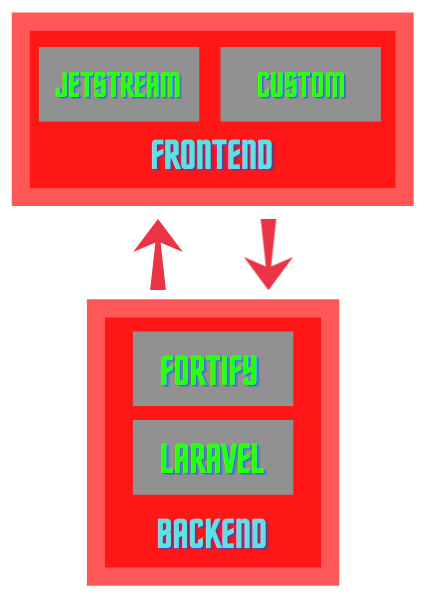 JETSTREAM
CUSTOM
FRONTEND
FORTIFY
LARAVEL
BACKEND